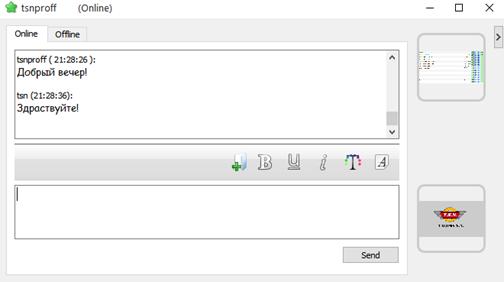 tsnproff (Online)
Online Offline
tsnproff ( 21:28:26 ):
Добрый вечер!
tsn (21:28:36):
Здраствуйте!
B U i T A
T.S.N.
Send